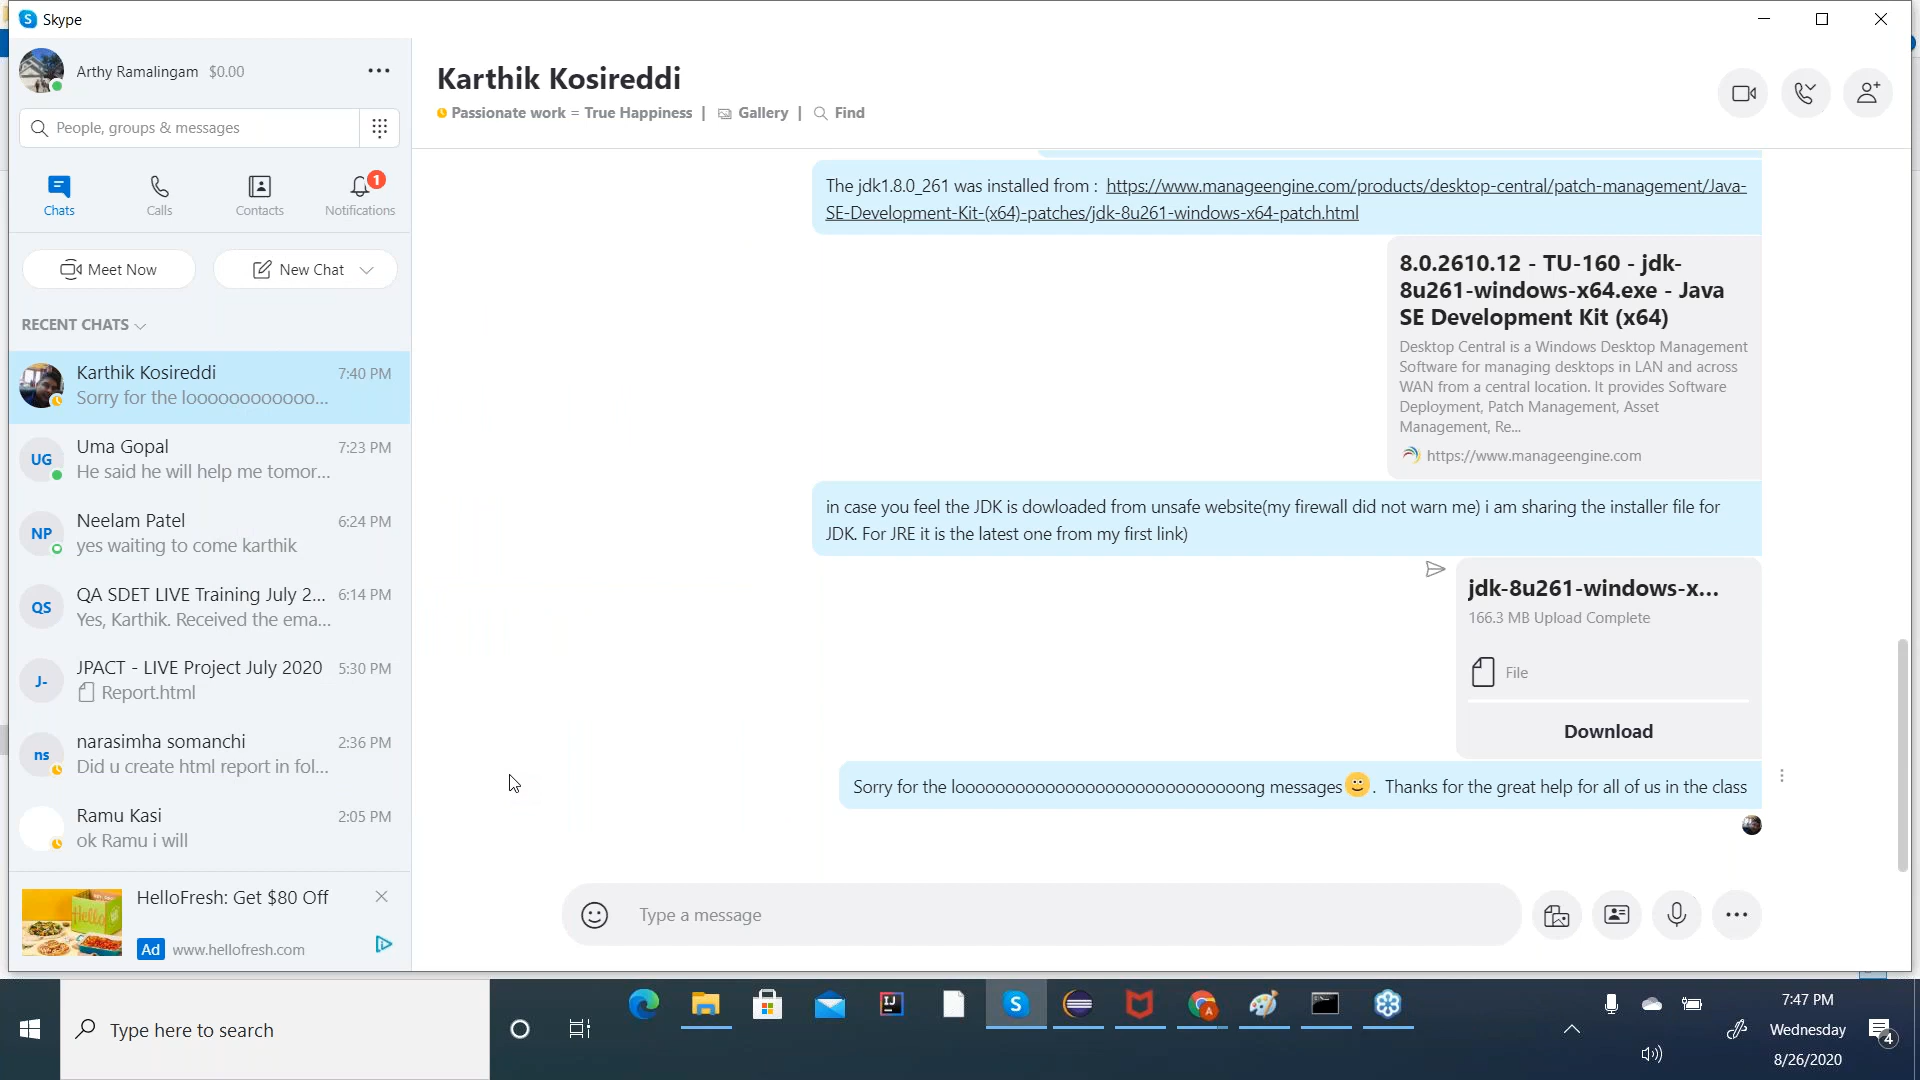 Skype
Arthy Ramalingam $0.00
People, groups & messages
Chats
Calls
Contacts
1
Notifications
Meet Now
New Chat
RECENT CHATS
Karthik Kosireddi 7:40 PM
Sorry for the looooooooooooo...
UG
Uma Gopal 7:23 PM
He said he will help me tomor...
NP
Neelam Patel 6:24 PM
yes waiting to come karthik
QS
QA SDET LIVE Training July 2... 6:14 PM
Yes, Karthik. Received the ema...
J-
JPACT - LIVE Project July 2020 5:30 PM
Report.html
ns
narasimha somanchi 2:36 PM
Did u create html report in fol...
Ramu Kasi 2:05 PM
ok Ramu i will
HelloFresh: Get $80 Off
Ad www.hellofresh.com
Hello
Karthik Kosireddi
Passionate work = True Happiness | Gallery | Find
The jdk1.8.0_261 was installed from : https://www.manageengine.com/products/desktop-central/patch-management/Java-
SE-Development-Kit-(x64)-patches/jdk-8u261-windows-x64-patch.html
8.0.2610.12 - TU-160 - jdk-
8u261-windows-x64.exe - Java
SE Development Kit (x64)
Desktop Central is a Windows Desktop Management
Software for managing desktops in LAN and across
WAN from a central location. It provides Software
Deployment, Patch Management, Asset
Management, Re...
https://www.manageengine.com
in case you feel the JDK is dowloaded from unsafe website(my firewall did not warn me) i am sharing the installer file for
JDK. For JRE it is the latest one from my first link)
jdk-8u261-windows-x...
166.3 MB Upload Complete
File
Download
Sorry for the looooooooooooooooooooooooooooong messages. Thanks for the great help for all of us in the class
Type a message
Type here to search
IJ
S
A
7:47 PM
Wednesday
8/26/2020
4